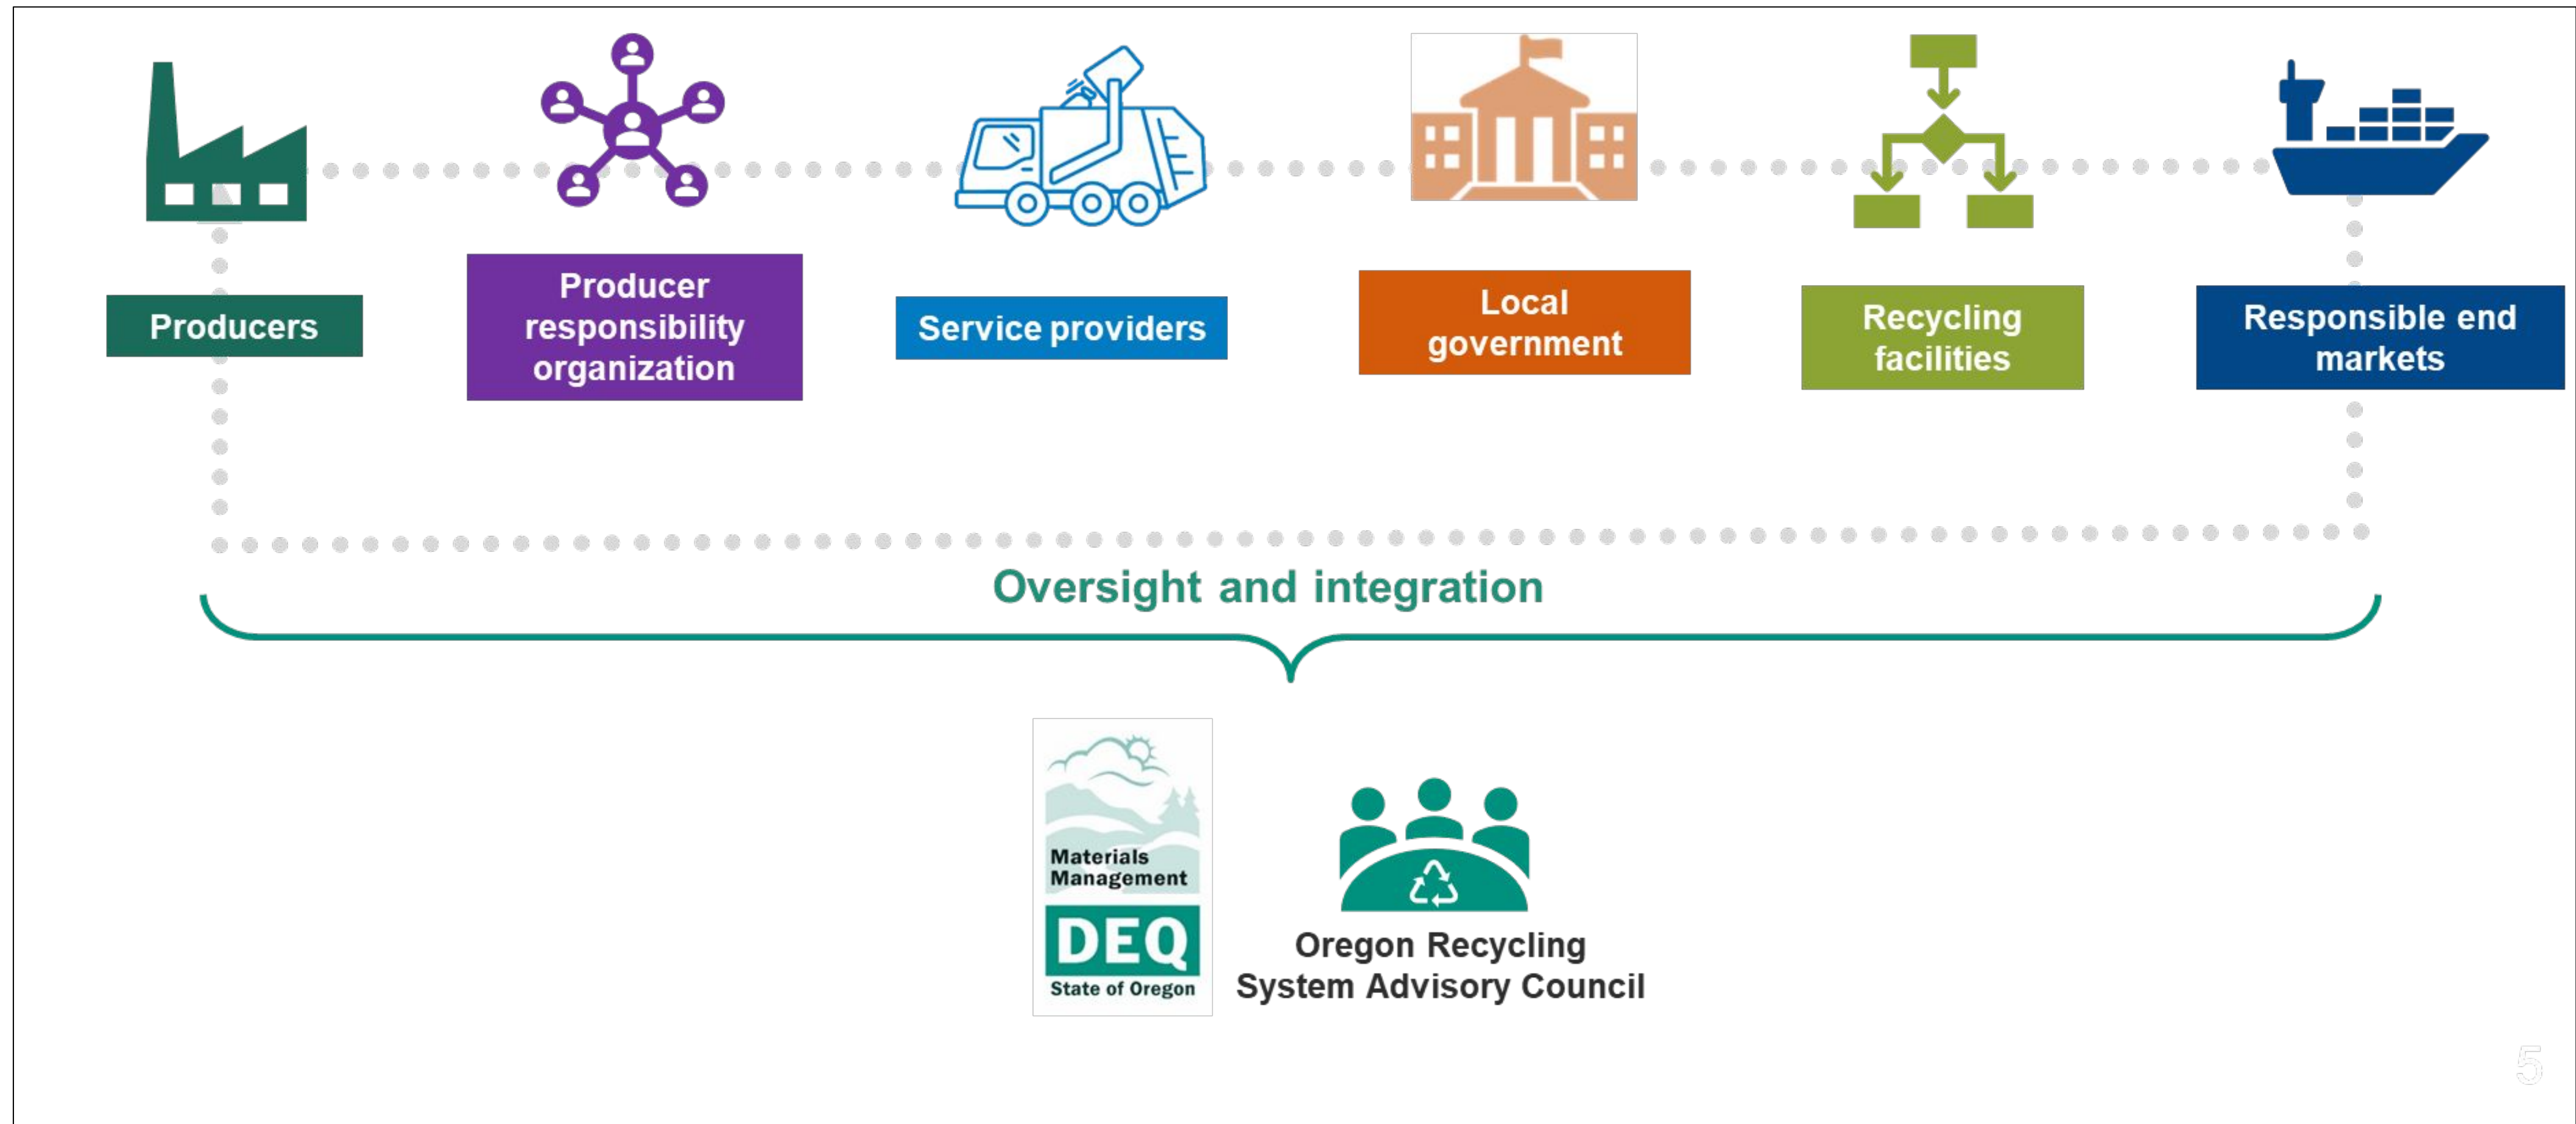 Producers
Producer
responsibility
organization
Service providers
Local
government
Recycling
facilities
Responsible end
markets
Oversight and integration
Materials
Management
DEQ
State of Oregon
Oregon Recycling
System Advisory Council
5